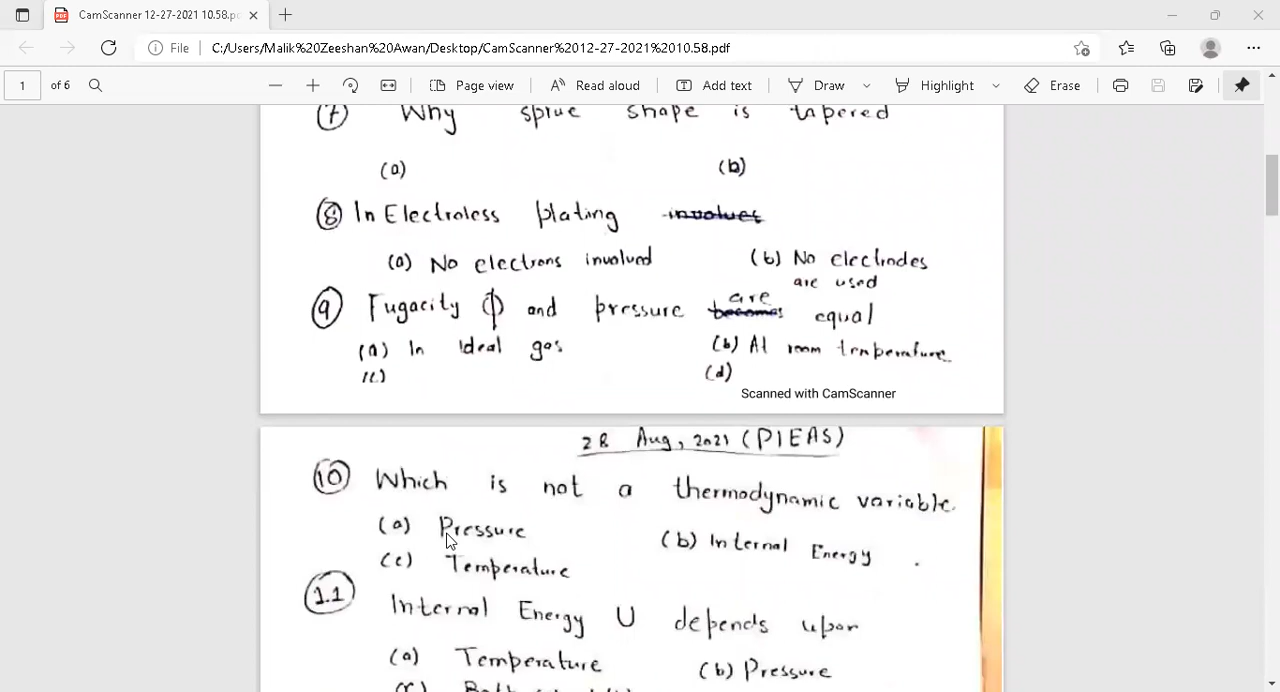 CamScanner 12-27-2021 10.58.pd
File C:/Users/Malik%20Zeeshan%20Awan/Desktop/CamScanner%2012-27-2021%2010.58.pdf
1 of 6 Page view Read aloud Add text Draw Highlight Erase
(7) Why sprue shape is tapered
(a) (b)
(8) In Electroless plating involves
(a) No electrons involved (b) No electrodes
are used
are
(9) Fugacity ф and pressure becomes equal
(a) In ideal gas (b) At room temperature
(c) (d)
Scanned with CamScanner
28 Aug, 2021 (PIEAS)
(10) Which is not a thermodynamic variable.
(a) Pressure (b) Internal Energy .
(c) Temperature
(11) Internal Energy U depends upon
(a) Temperature (b) Pressure